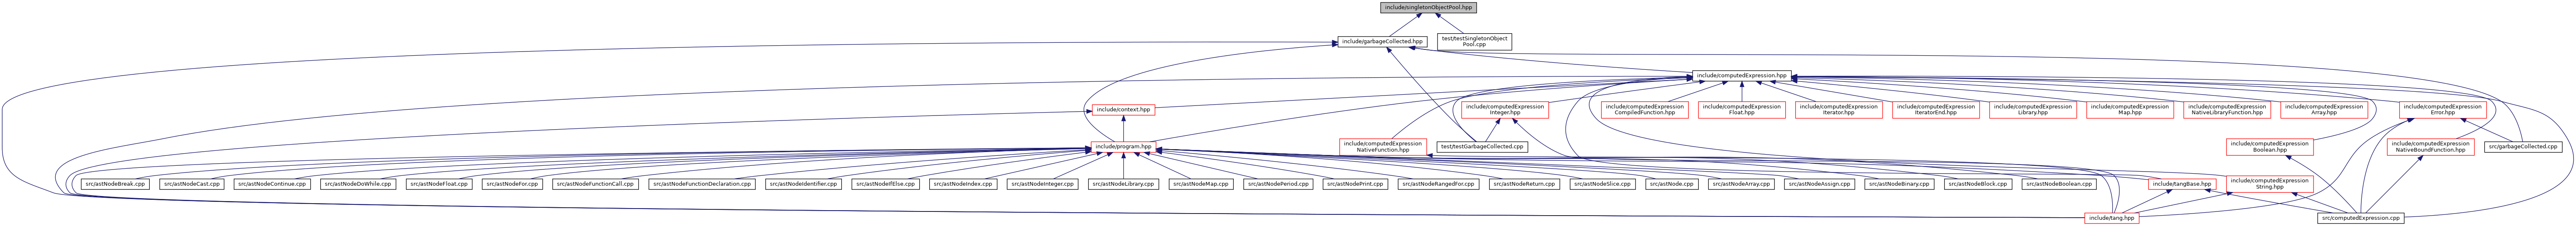 include/singletonObjectPool.hpp
include/garbageCollected.hpp
test/testSingletonObject
Pool.cpp
include/computedExpression.hpp
include/context.hpp
include/computedExpression
Integer.hpp
include/computedExpression
CompiledFunction.hpp
include/computedExpression
Float.hpp
include/computedExpression
Iterator.hpp
include/computedExpression
IteratorEnd.hpp
include/computedExpression
Library.hpp
include/computedExpression
Map.hpp
include/computedExpression
NativeLibraryFunction.hpp
include/computedExpression
Array.hpp
include/computedExpression
Error.hpp
include/program.hpp
include/computedExpression
NativeFunction.hpp
test/testGarbageCollected.cpp
include/computedExpression
Boolean.hpp
include/computedExpression
NativeBoundFunction.hpp
src/garbageCollected.cpp
src/astNodeBreak.cpp
src/astNodeCast.cpp
src/astNodeContinue.cpp
src/astNodeDoWhile.cpp
src/astNodeFloat.cpp
src/astNodeFor.cpp
src/astNodeFunctionCall.cpp
src/astNodeFunctionDeclaration.cpp
src/astNodeIdentifier.cpp
src/astNodeIfElse.cpp
src/astNodeIndex.cpp
src/astNodeInteger.cpp
src/astNodeLibrary.cpp
src/astNodeMap.cpp
src/astNodePeriod.cpp
src/astNodePrint.cpp
src/astNodeRangedFor.cpp
src/astNodeReturn.cpp
src/astNodeSlice.cpp
src/astNode.cpp
src/astNodeArray.cpp
src/astNodeAssign.cpp
src/astNodeBinary.cpp
src/astNodeBlock.cpp
src/astNodeBoolean.cpp
include/tangBase.hpp
include/computedExpression
String.hpp
include/tang.hpp
src/computedExpression.cpp